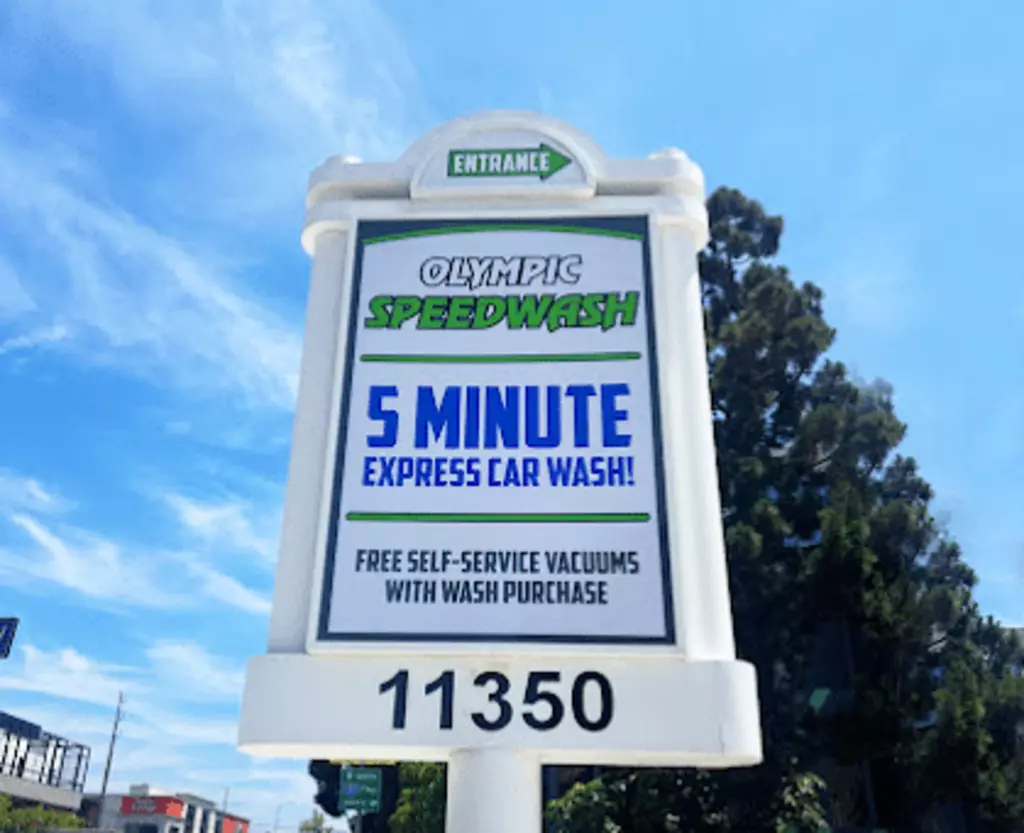 ENTRANCE
OLYMPIC
SPEEDWASH
5 MINUTE
EXPRESS CAR WASH!
FREE SELF-SERVICE VACUUMS
WITH WASH PURCHASE
11350